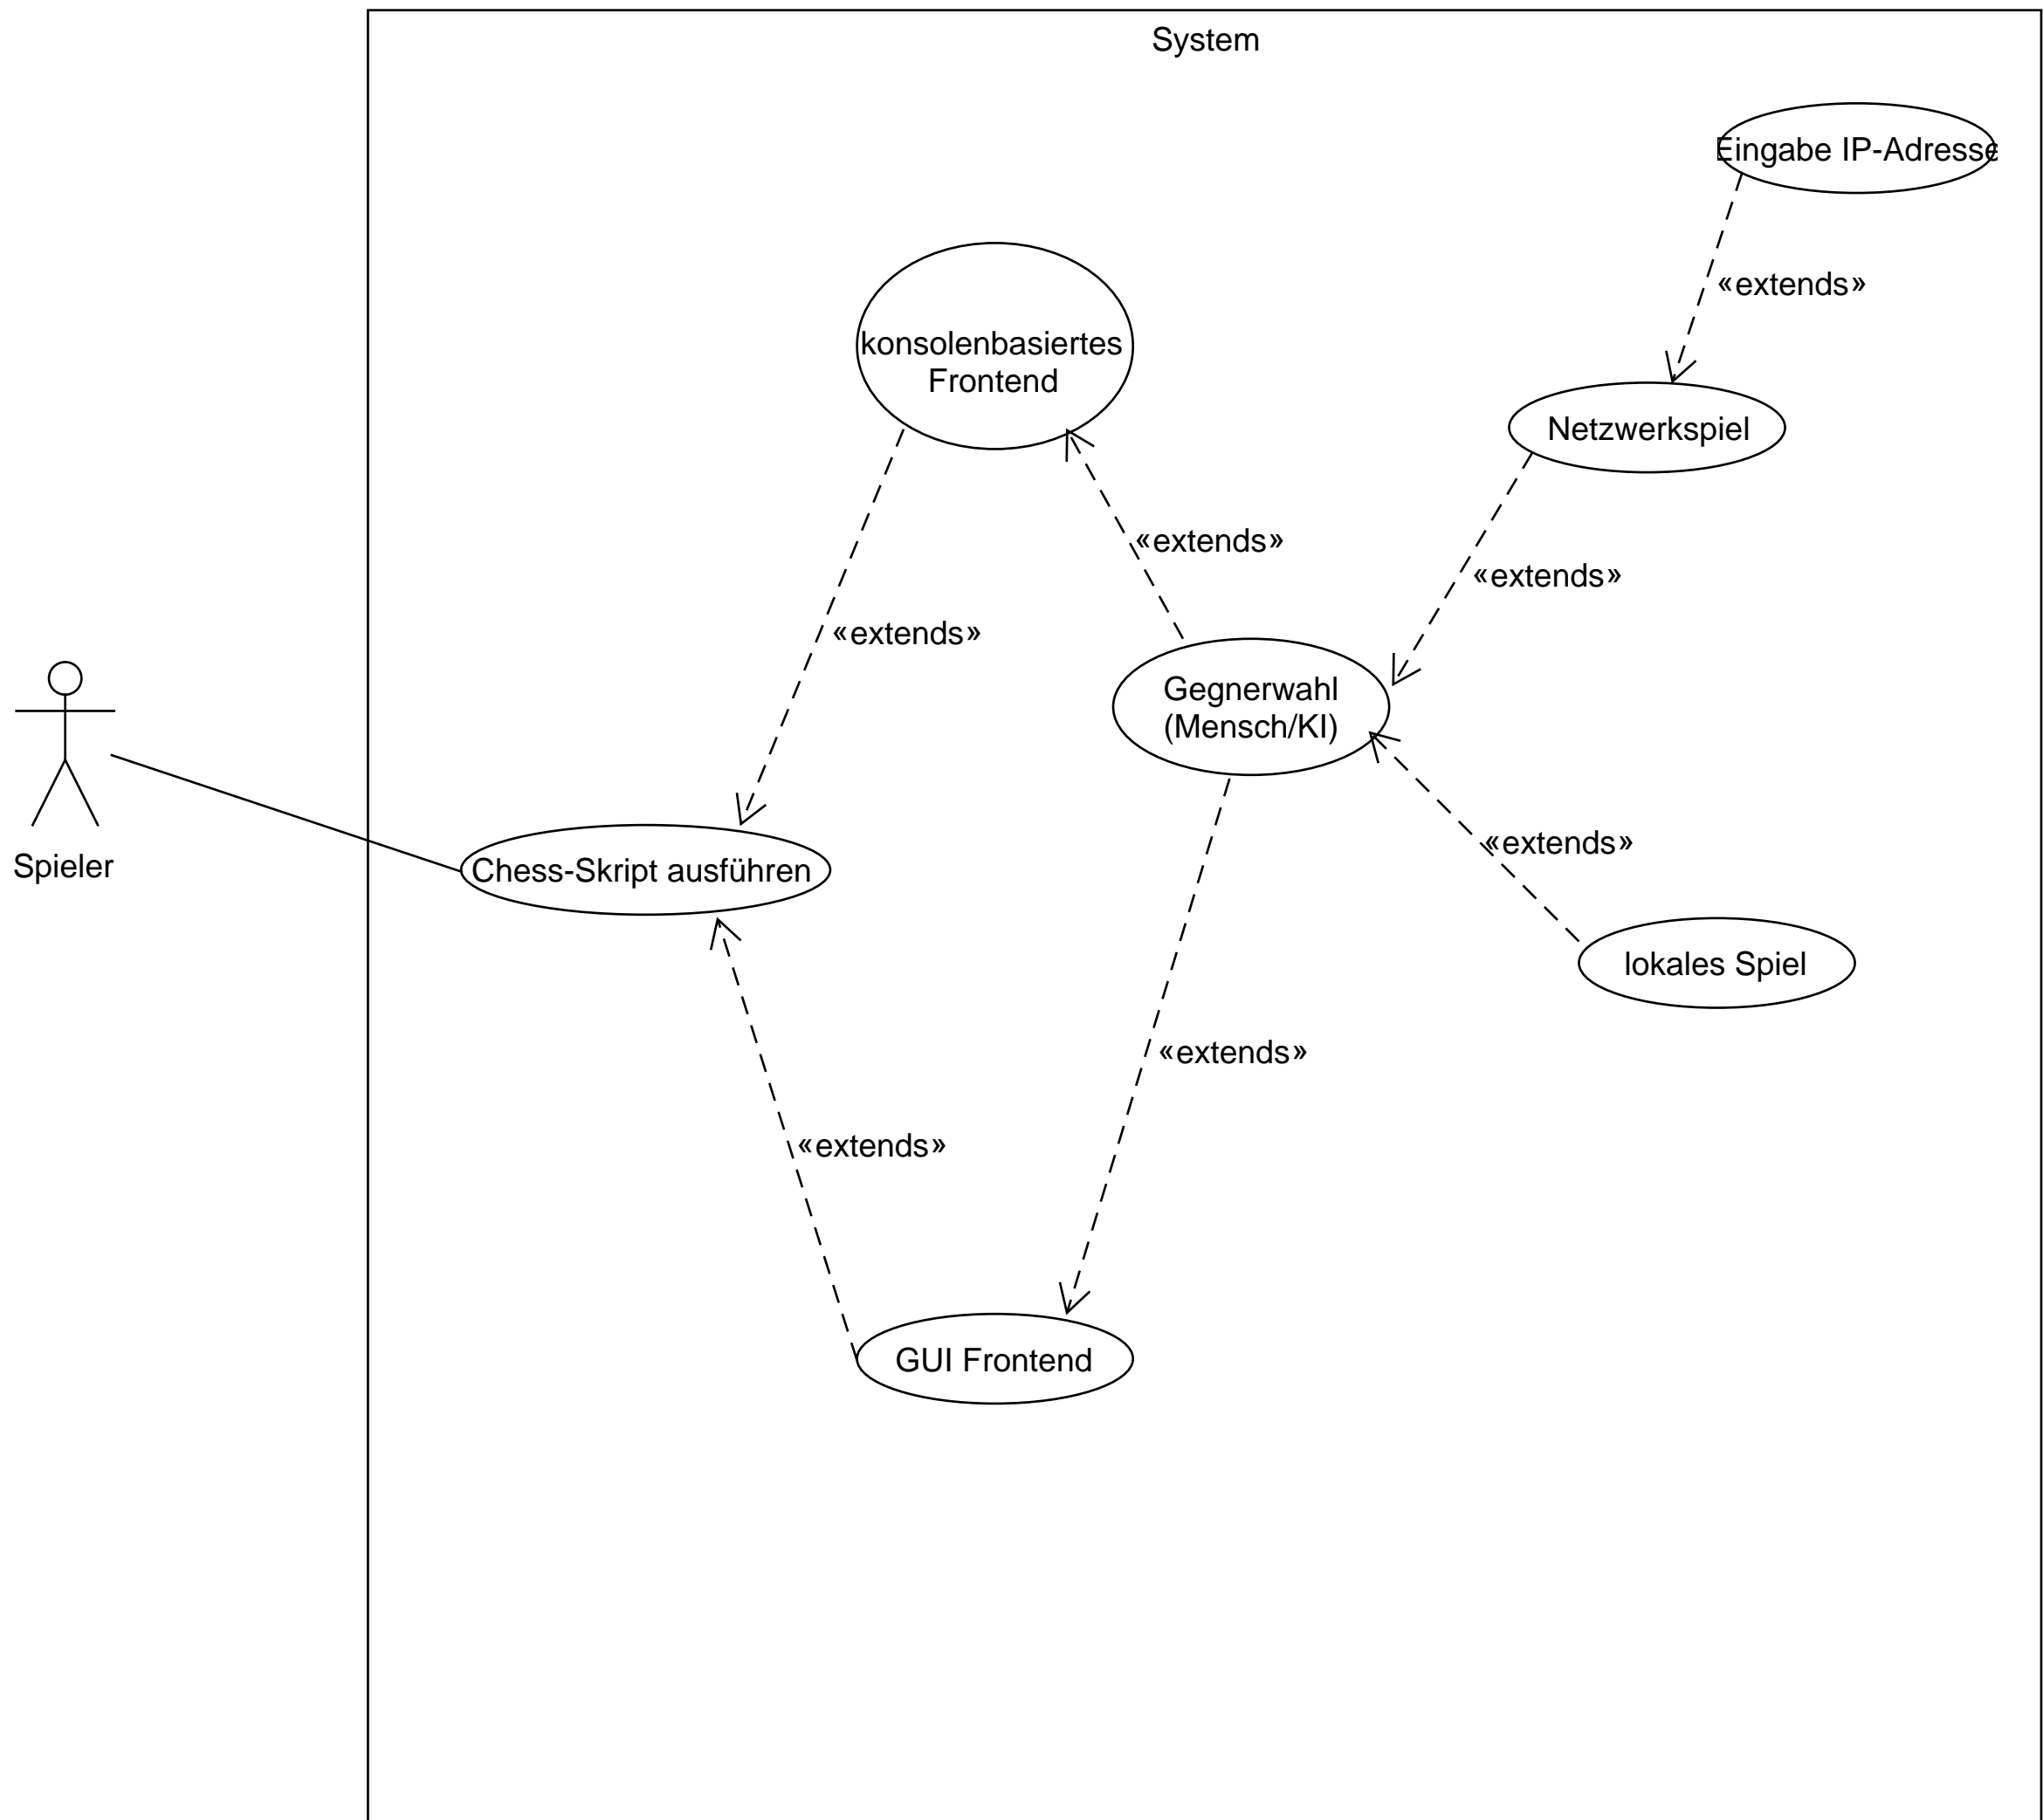 System
Eingabe IP-Adresse
«extends»
konsolenbasiertes
Frontend
Netzwerkspiel
«extends»
«extends»
«extends»
Gegnerwahl
(Mensch/KI)
Spieler
Chess-Skript ausführen
«extends»
lokales Spiel
«extends»
«extends»
GUI Frontend